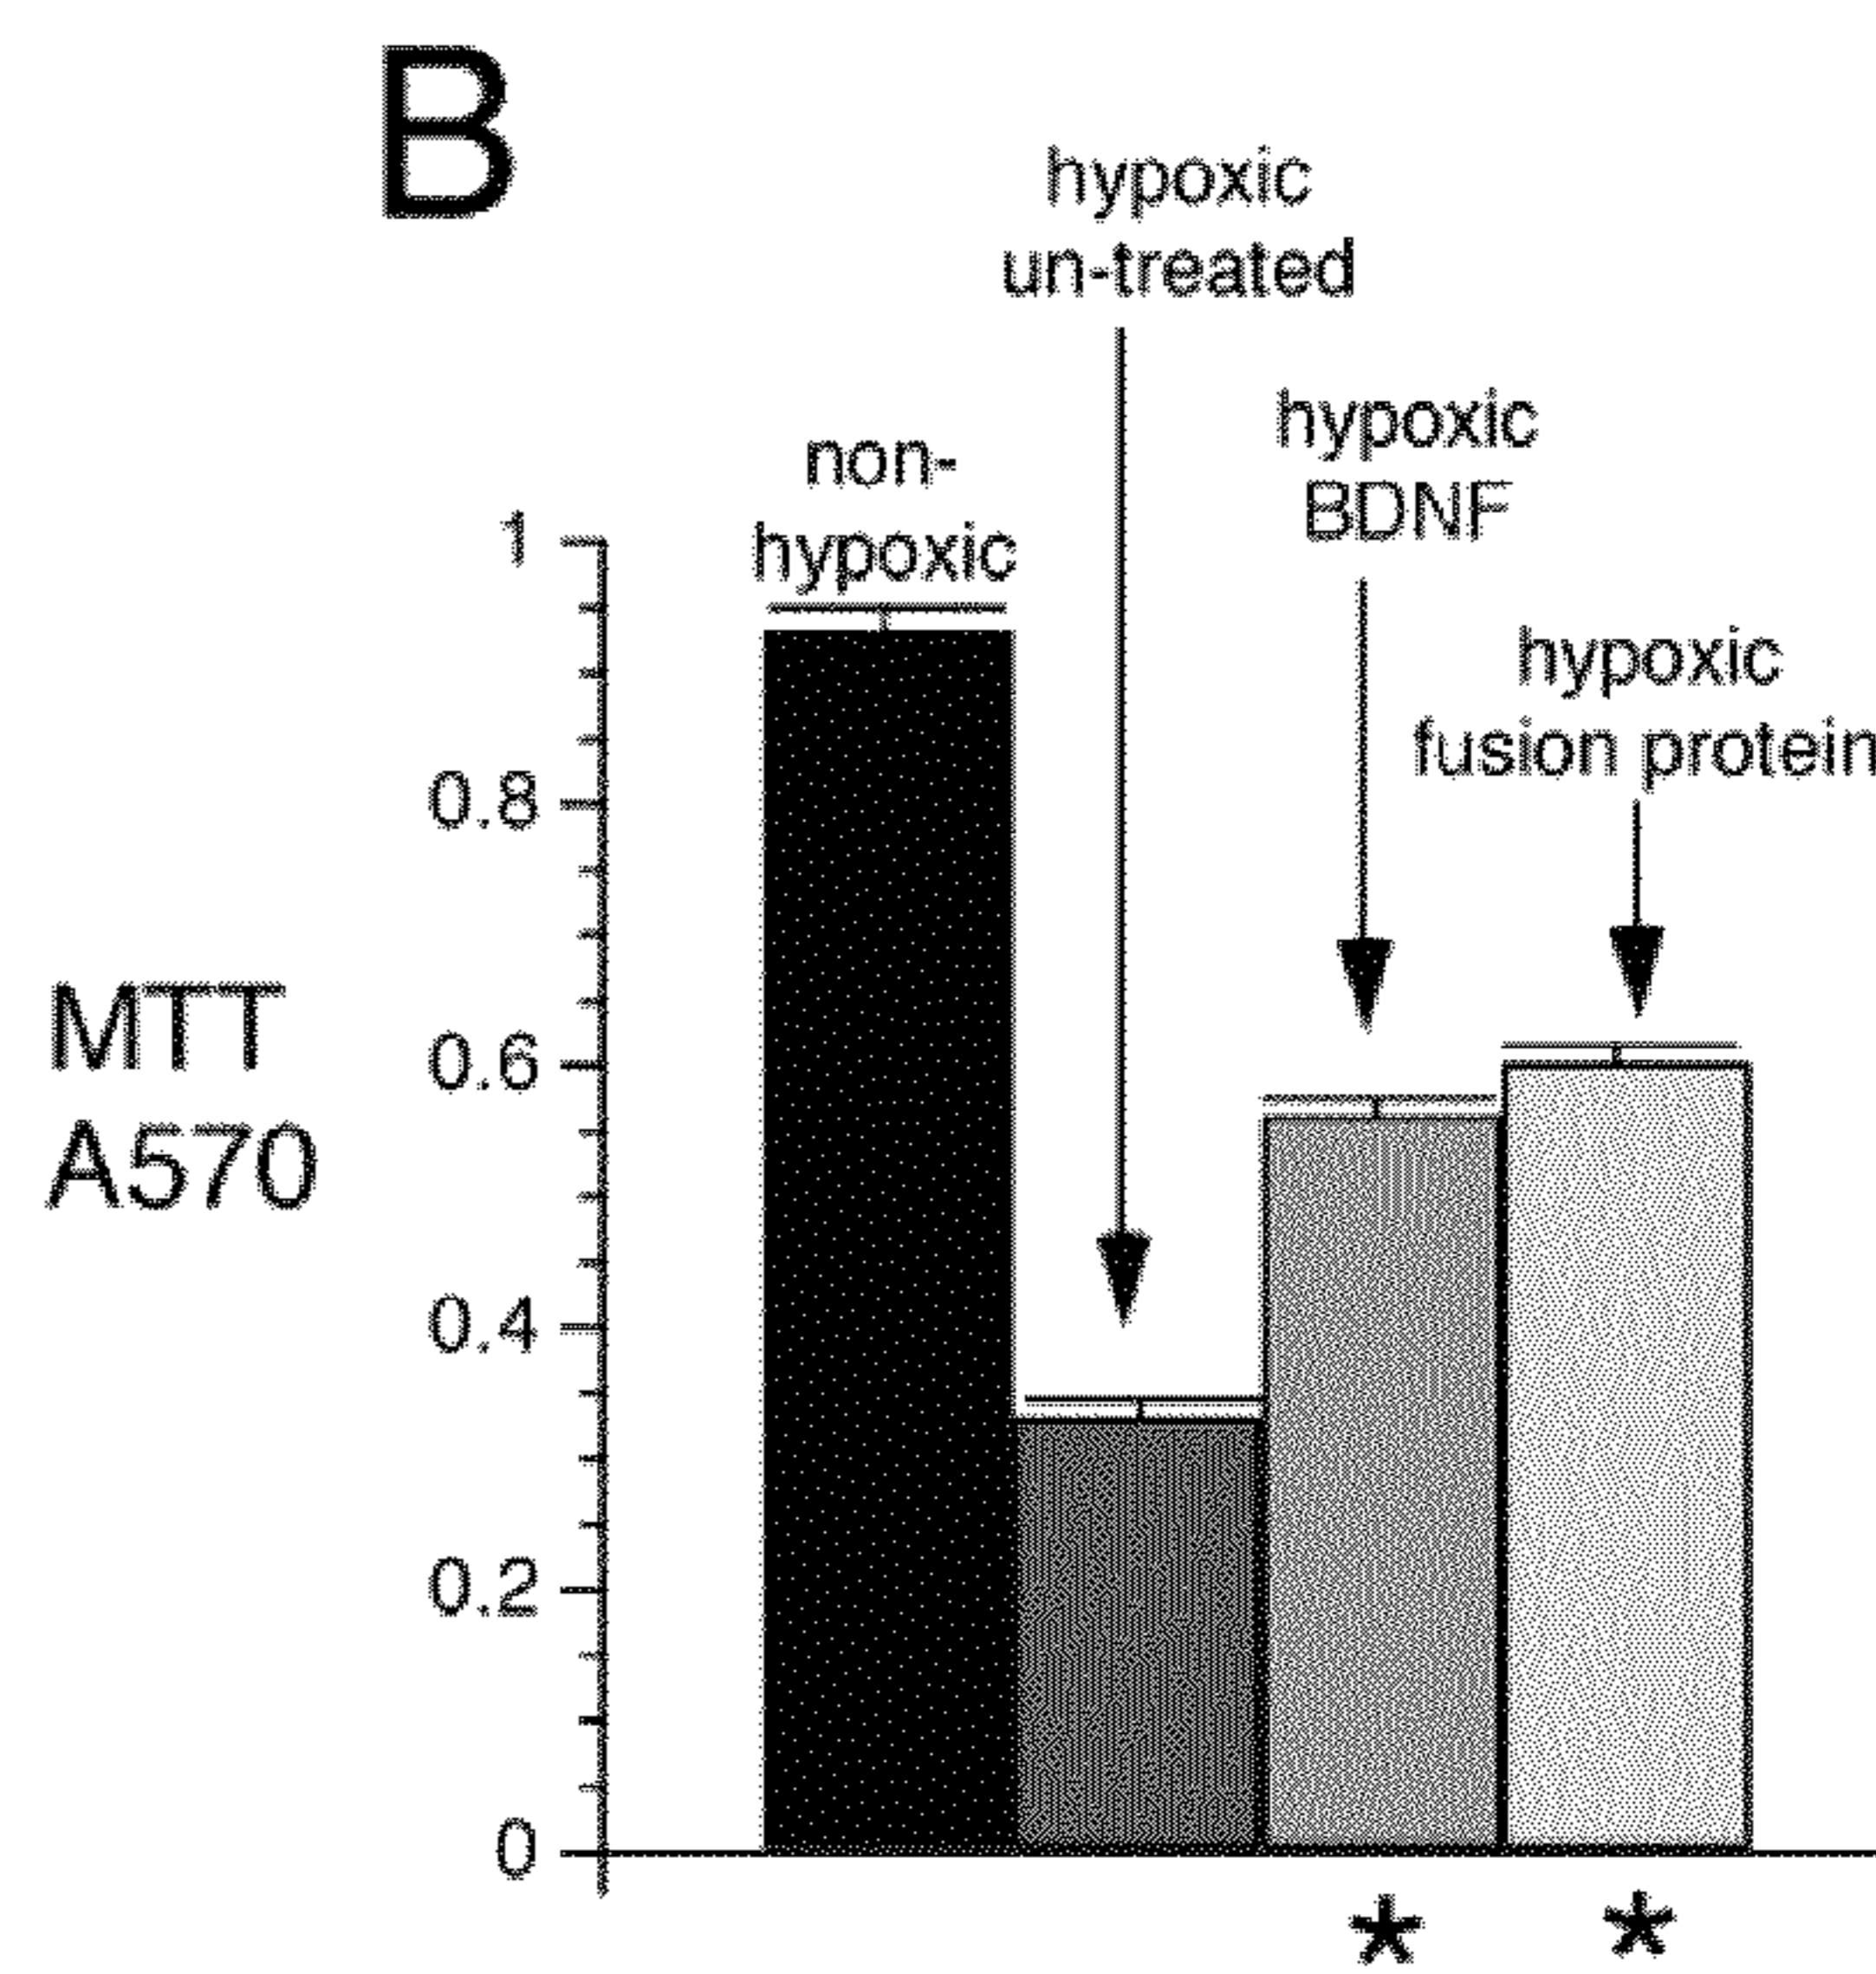 B
hypoxic
un-treated
hypoxic
BDNF
non-
hypoxic
hypoxic
fusion protein
MTT
A570
1
0.8
0.6
0.4
0.2
0
* *